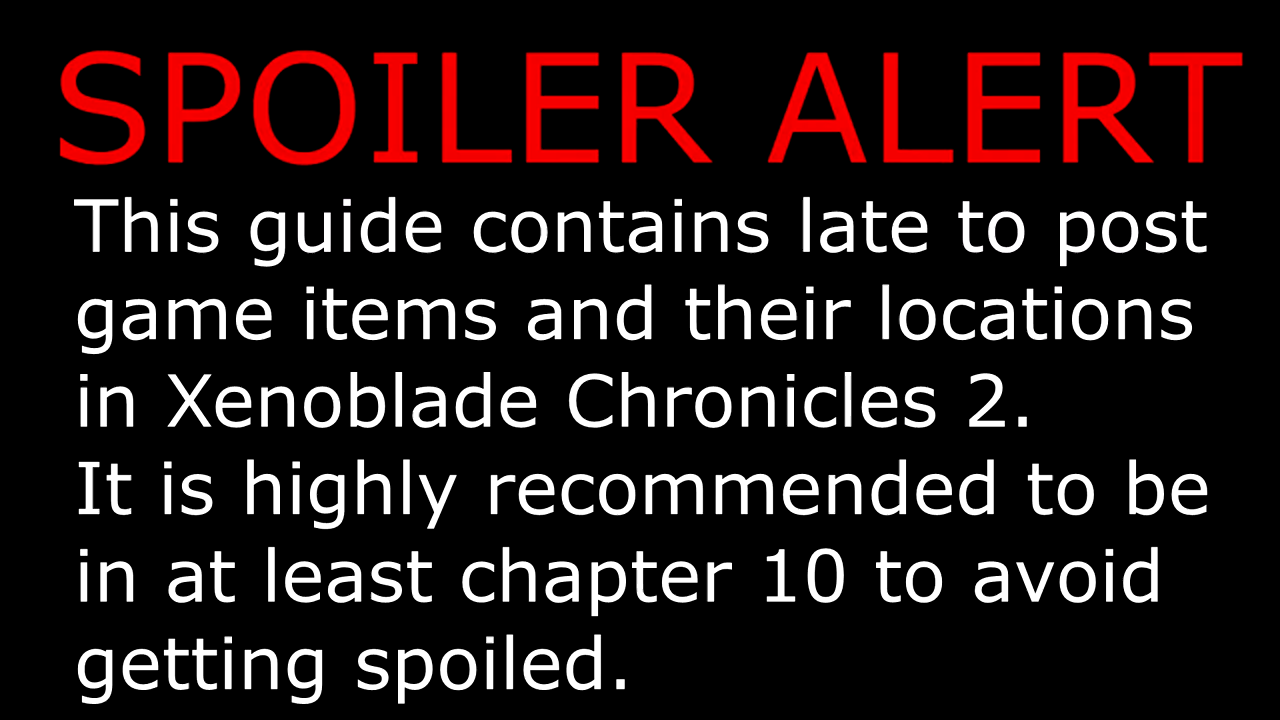 SPOILER ALERT
This guide contains late to post
game items and their locations
in Xenoblade Chronicles 2.
It is highly recommended to be
in at least chapter 10 to avoid
getting spoiled.